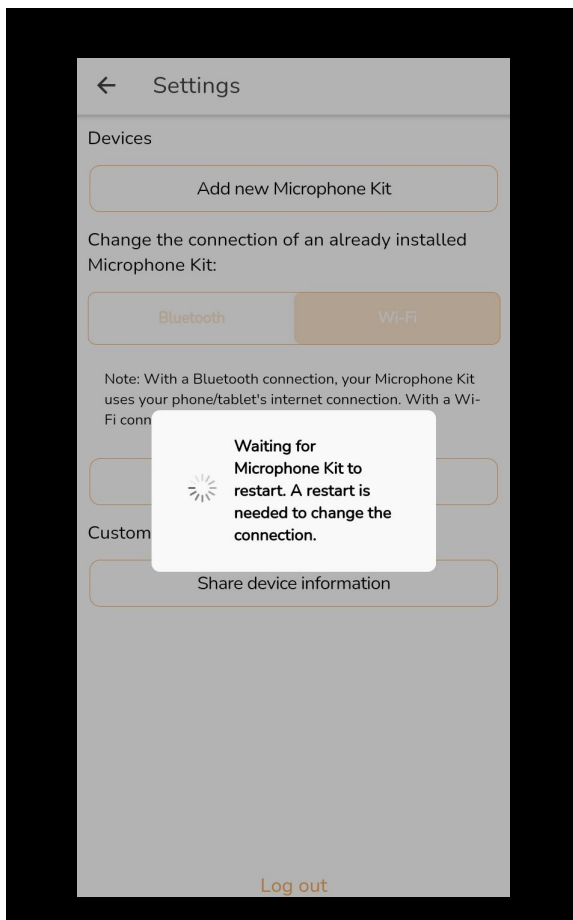 Settings
Devices
Add new Microphone Kit
Change the connection of an already installed
Microphone Kit:
Bluetooth
Wi-Fi
Note: With a Bluetooth connection, your Microphone Kit
uses your phone/tablet's internet connection. With a Wi-
Fi conn
Waiting for
Microphone Kit to
restart. A restart is
needed to change the
connection.
Custom
Share device information
Log out